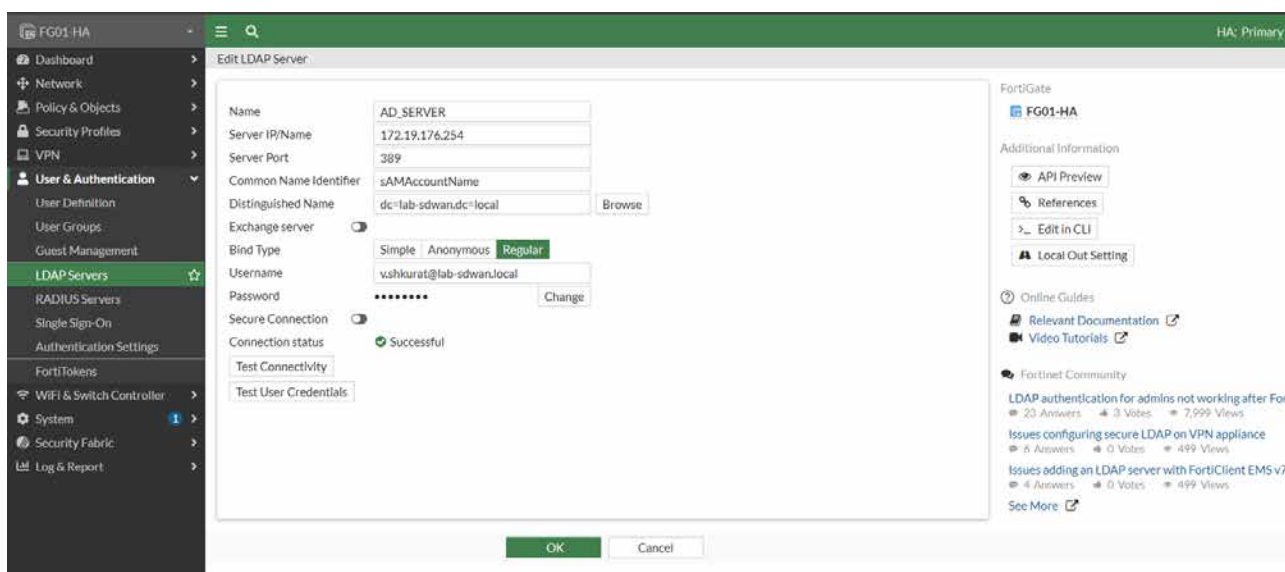 FG01-HA
HA: Primary
Dashboard
Network
Policy & Objects
Security Profiles
VPN
User & Authentication
User Definition
User Groups
Guest Management
LDAP Servers
RADIUS Servers
Single Sign-On
Authentication Settings
FortiTokens
WiFi & Switch Controller
System 1
Security Fabric
Log & Report
Edit LDAP Server
Name AD_SERVER
Server IP/Name 172.19.176.254
Server Port 389
Common Name Identifier sAMAccountName
Distinguished Name dc=lab-sdwan,dc=local Browse
Exchange server
Bind Type Simple Anonymous Regular
Username v.shkurat@lab-sdwan.local
Password •••••••• Change
Secure Connection
Connection status Successful
Test Connectivity
Test User Credentials
OK Cancel
FortiGate
FG01-HA
Additional Information
API Preview
References
>_ Edit in CLI
Local Out Setting
Online Guides
Relevant Documentation
Video Tutorials
Fortinet Community
LDAP authentication for admins not working after For
23 Answers 3 Votes 7,999 Views
Issues configuring secure LDAP on VPN appliance
6 Answers 0 Votes 499 Views
Issues adding an LDAP server with FortiClient EMS v7
4 Answers 0 Votes 499 Views
See More